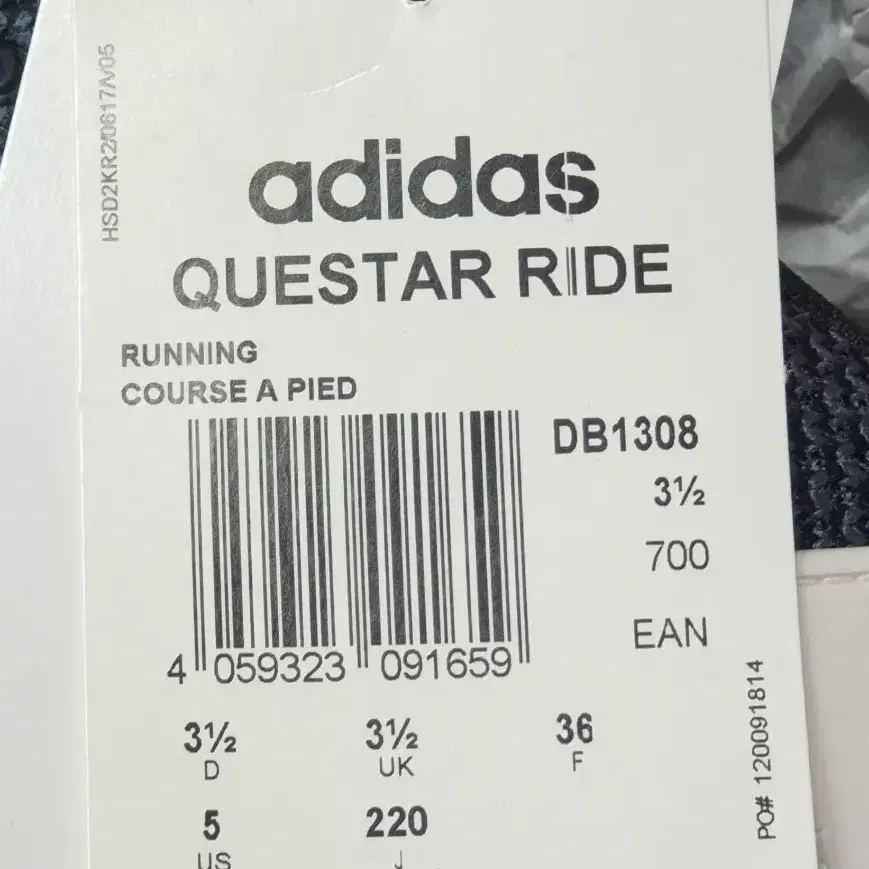 HSD2KR2/0617/V05
adidas
QUESTAR RIDE
RUNNING
COURSE A PIED
DB1308
3½
700
EAN
4 059323 091659
3½ 3½ 36
D UK F
5 220
US J
PO# 120091814